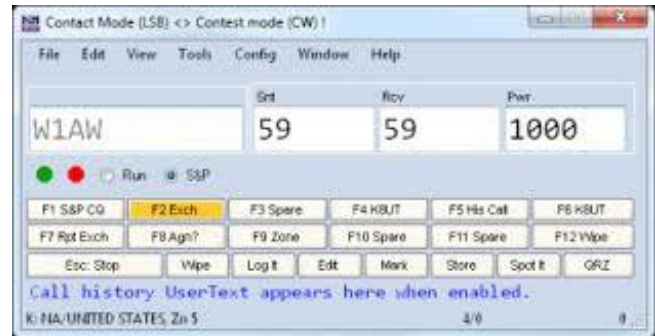 Contact Mode (LSB) <> Contest mode (CW) !
File Edit View Tools Config Window Help
Snt Rcv Pwr
W1AW 59 59 1000
Run S&P
F1 S&P CQ F2 Exch F3 Spare F4 K8UT F5 His Call F6 K8UT
F7 Rpt Exch F8 Agn? F9 Zone F10 Spare F11 Spare F12 Wipe
Esc: Stop Wipe Log It Edit Mark Store Spot It QRZ
Call history UserText appears here when enabled.
K: NA/UNITED STATES, Zn 5 4/0 0